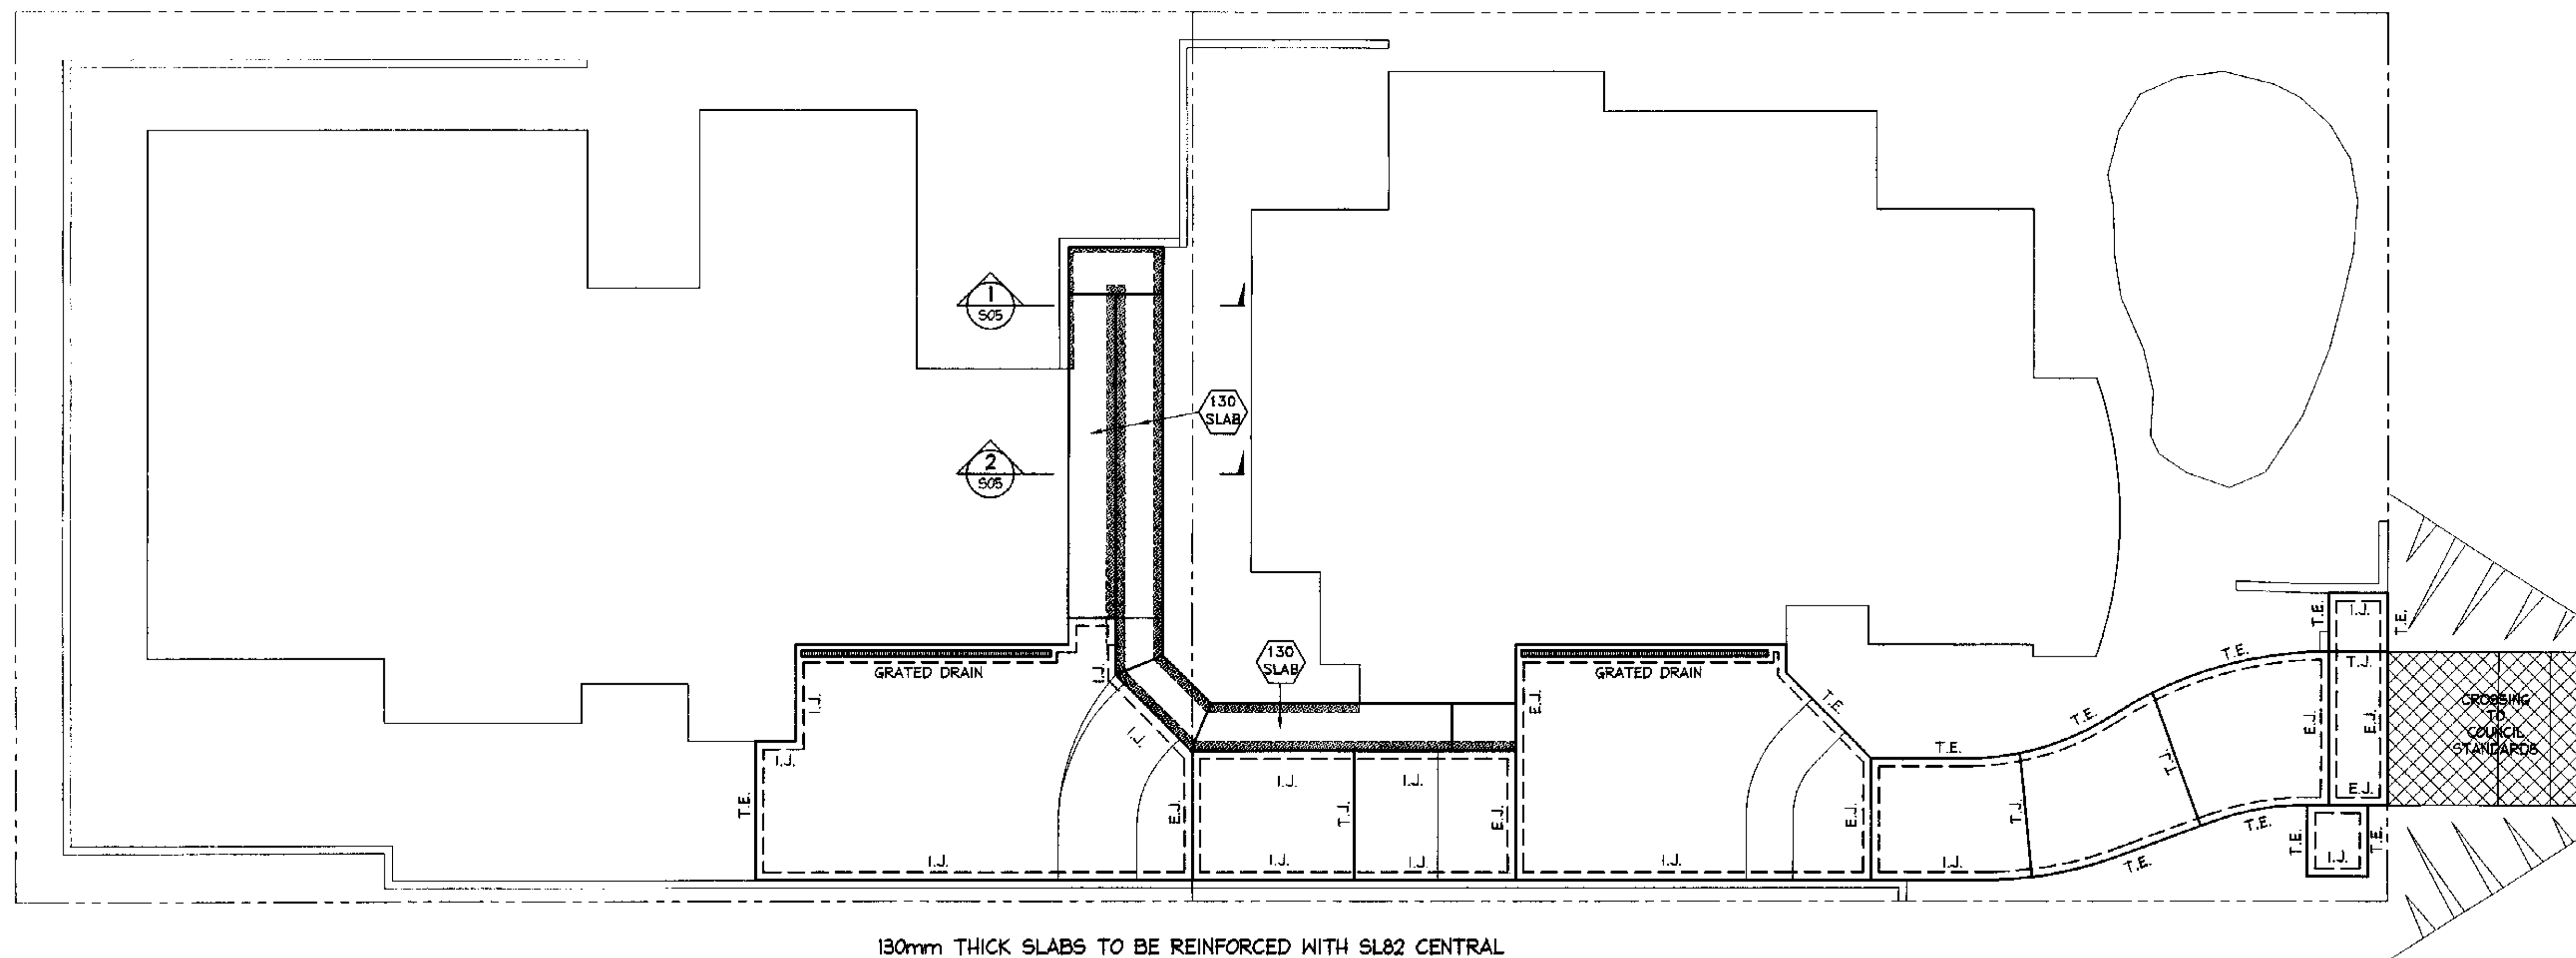 1
S05
130
SLAB
2
S05
I.J.
T.E.
T.E.
130
SLAB
T.E.
T.J.
GRATED DRAIN
I.J.
GRATED DRAIN
I.J.
E.J.
T.E.
T.E.
CROSSING
TO
COUNCIL
STANDARDS
E.J.
E.J.
I.J.
T.E.
I.J.
I.J.
I.J.
T.J.
T.E.
E.J.
T.J.
E.J.
E.J.
T.J.
E.J.
T.E.
T.E.
T.E.
I.J.
I.J.
I.J.
I.J.
I.J.
T.E.
I.J.
130mm THICK SLABS TO BE REINFORCED WITH SL82 CENTRAL